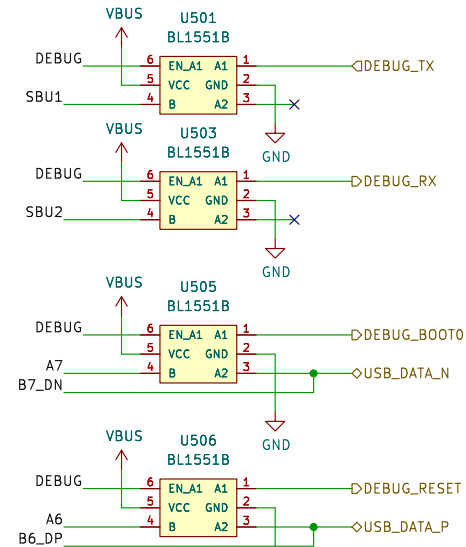 VBUS
U501
BL1551B
DEBUG 6 EN_A1 A1 1 DEBUG_TX
5 VCC GND 2
SBU1 4 B A2 3
GND
VBUS
U503
BL1551B
DEBUG 6 EN_A1 A1 1 DEBUG_RX
5 VCC GND 2
SBU2 4 B A2 3
GND
VBUS
U505
BL1551B
DEBUG 6 EN_A1 A1 1 DEBUG_BOOT0
5 VCC GND 2
A7 4 B A2 3 USB_DATA_N
B7_DN
GND
VBUS
U506
BL1551B
DEBUG 6 EN_A1 A1 1 DEBUG_RESET
5 VCC GND 2
A6 4 B A2 3 USB_DATA_P
B6_DP